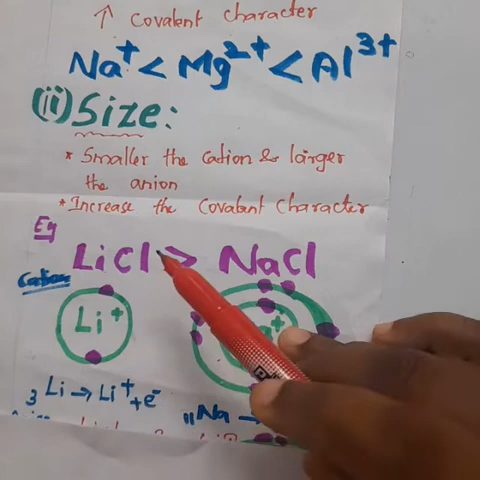 ↑ Covalent character
Na⁺ < Mg²⁺ < Al³⁺
(ii) Size:
* Smaller the cation & larger
the anion
* Increase the Covalent Character
Eg
LiCl > NaCl
Cation
Li⁺
₃Li → Li⁺ + e⁻
₁₁Na →